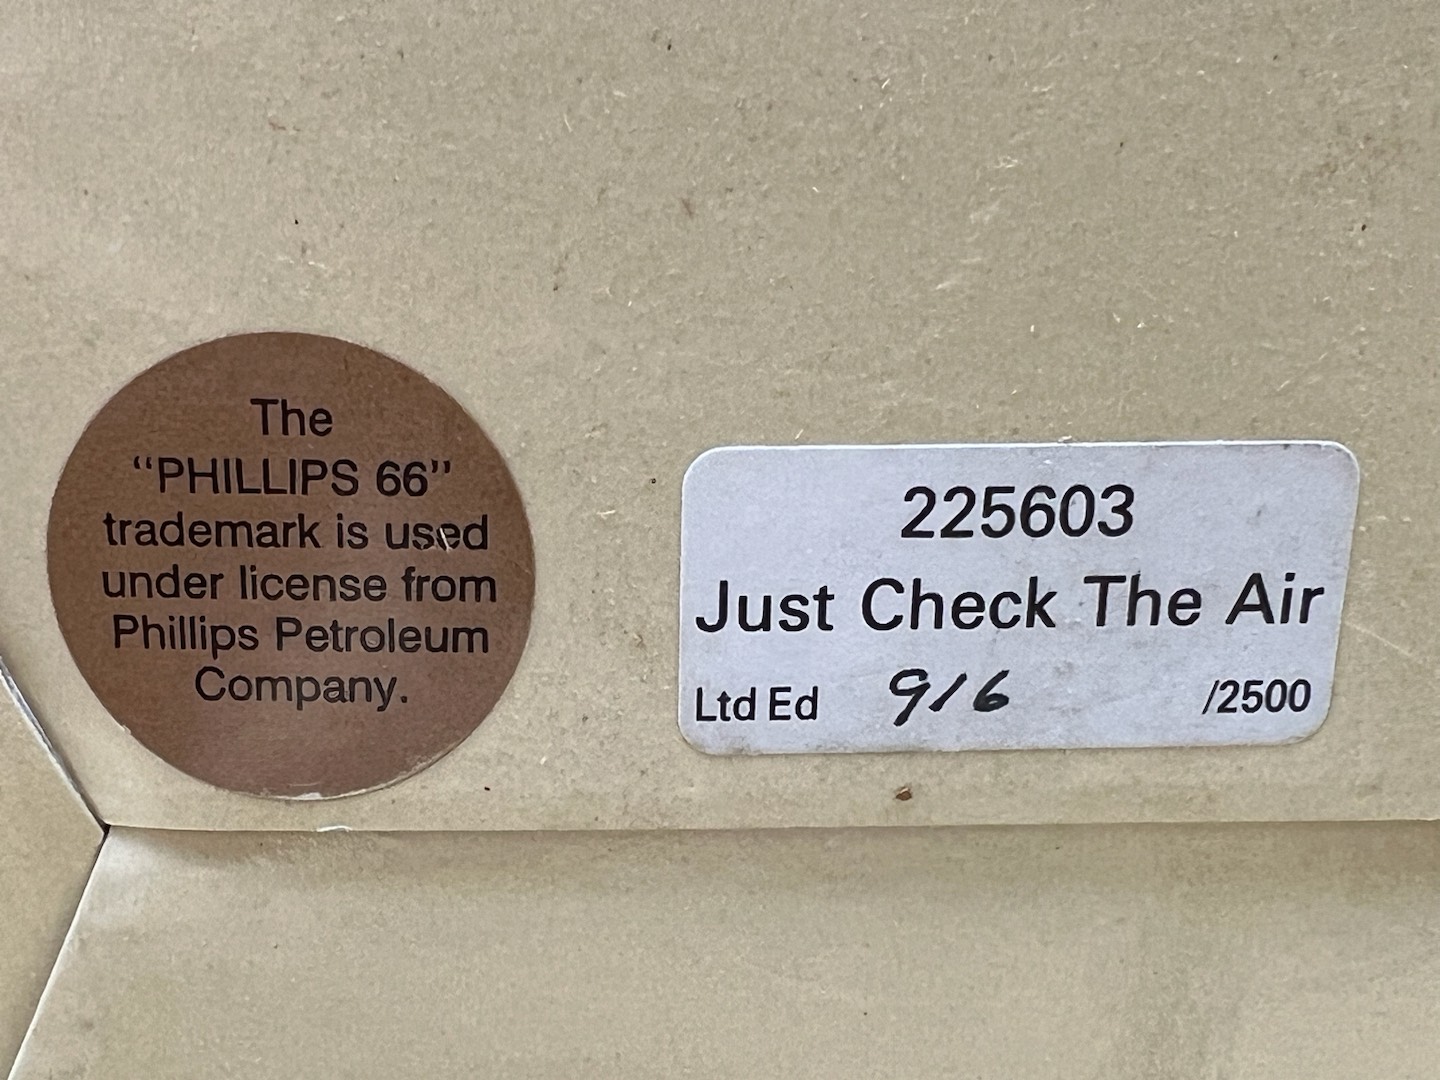 The
“PHILLIPS 66”
trademark is used
under license from
Phillips Petroleum
Company.
225603
Just Check The Air
Ltd Ed 916 /2500